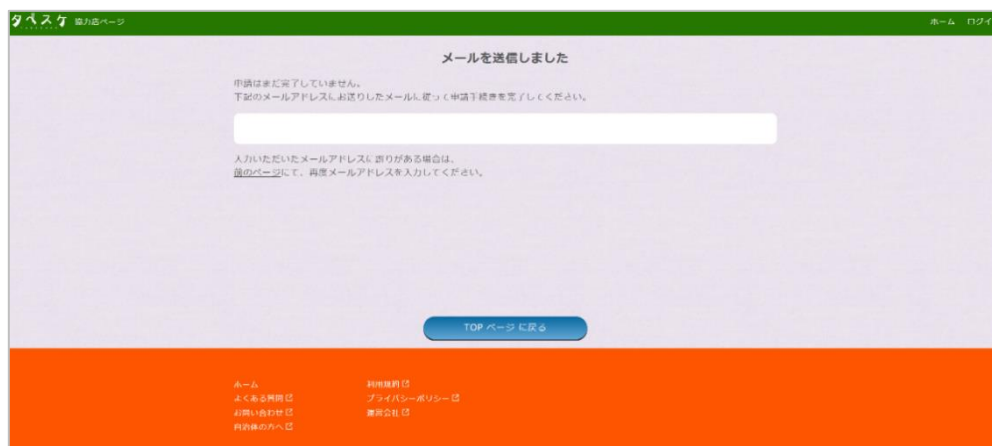 タベスケ 協力店ページ
ホーム ログイ
メールを送信しました
申請はまだ完了していません。
下記のメールアドレスにお送りしたメールに従って申請手続きを完了してください。
入力いただいたメールアドレスに誤りがある場合は、
前のページにて、再度メールアドレスを入力してください。
TOP ページ に戻る
ホーム
よくある質問
お問い合わせ
自治体の方へ
利用規約
プライバシーポリシー
運営会社